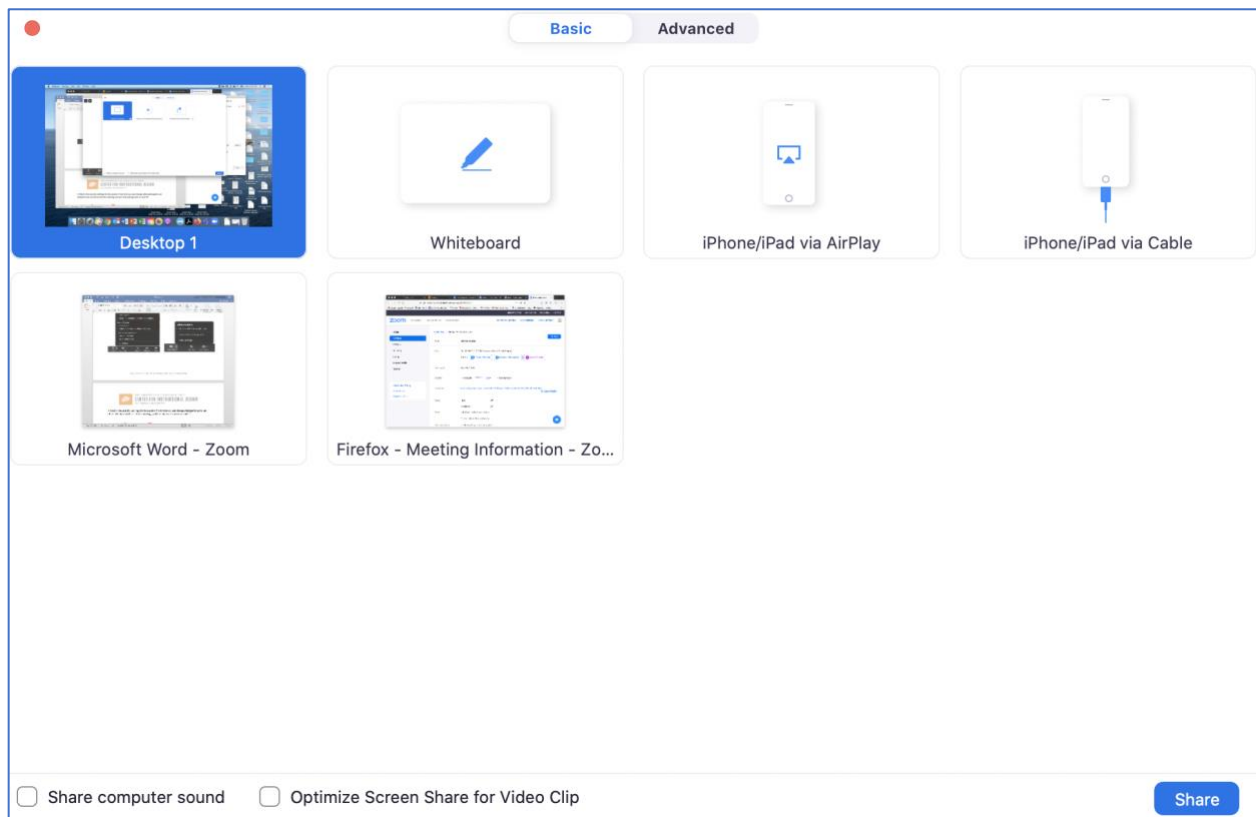 Basic Advanced
Desktop 1 Whiteboard iPhone/iPad via AirPlay iPhone/iPad via Cable
Microsoft Word - Zoom Firefox - Meeting Information - Zo...
Share computer sound Optimize Screen Share for Video Clip Share